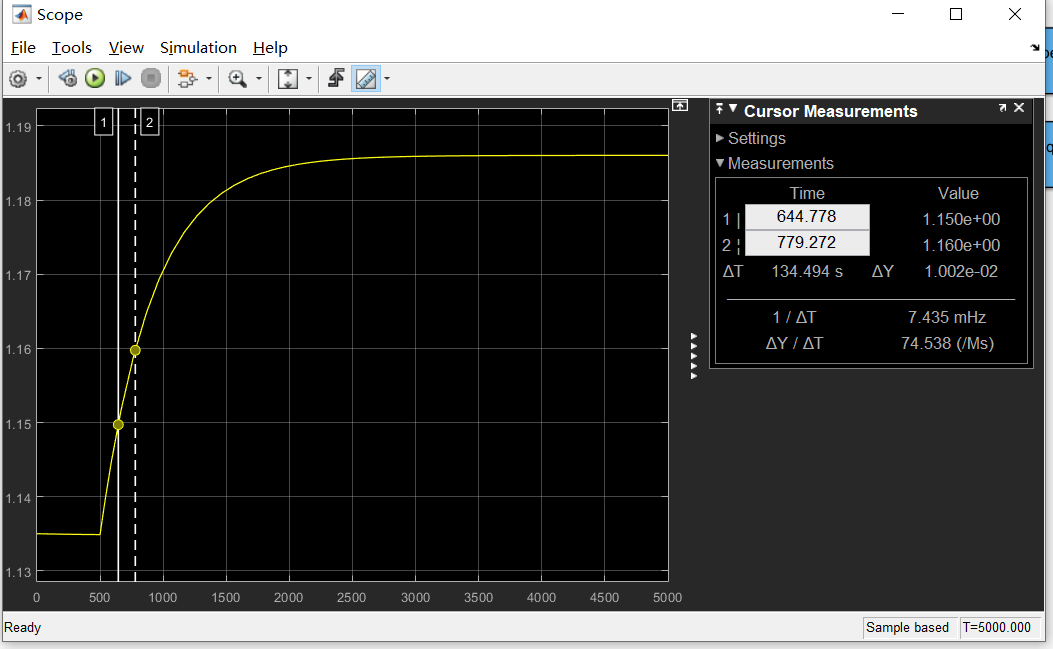 Scope
File Tools View Simulation Help
Cursor Measurements
Settings
Measurements
Time Value
1 | 644.778 1.150e+00
2 ¦ 779.272 1.160e+00
ΔT 134.494 s ΔY 1.002e-02
1 / ΔT 7.435 mHz
ΔY / ΔT 74.538 (/Ms)
1 2
1.19
1.18
1.17
1.16
1.15
1.14
1.13
0 500 1000 1500 2000 2500 3000 3500 4000 4500 5000
Ready Sample based T=5000.000